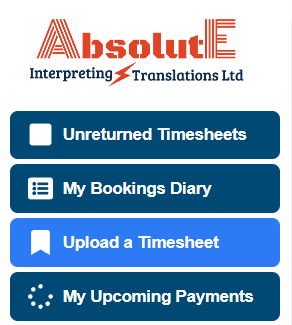 AbsolutE
Interpreting Translations Ltd
Unreturned Timesheets
My Bookings Diary
Upload a Timesheet
My Upcoming Payments